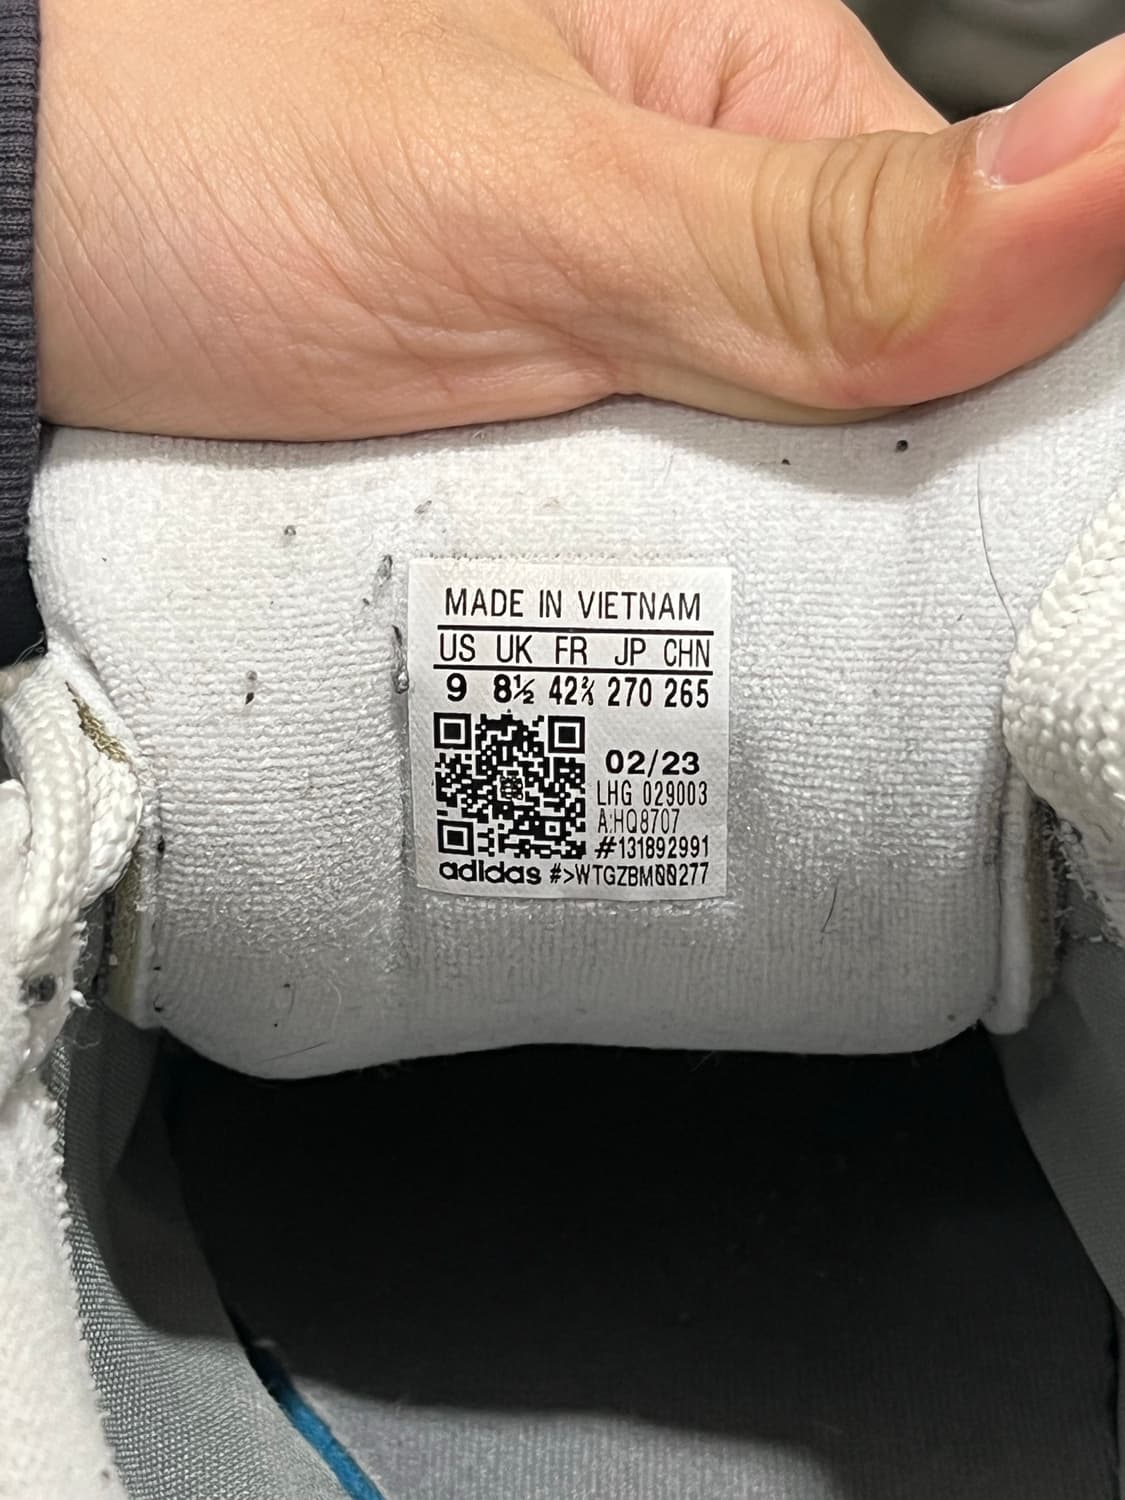 MADE IN VIETNAM
US UK FR JP CHN
9 8½ 42⅔ 270 265
02/23
LHG 029003
A:HQ8707
#131892991
adidas #>WTGZBM00277